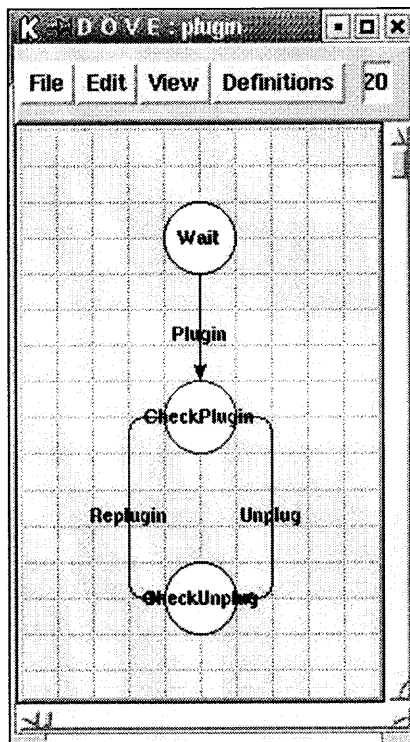 D O V E : plugin
File Edit View Definitions 20
Wait
Plugin
CheckPlugin
Replugin Unplug
CheckUnplug